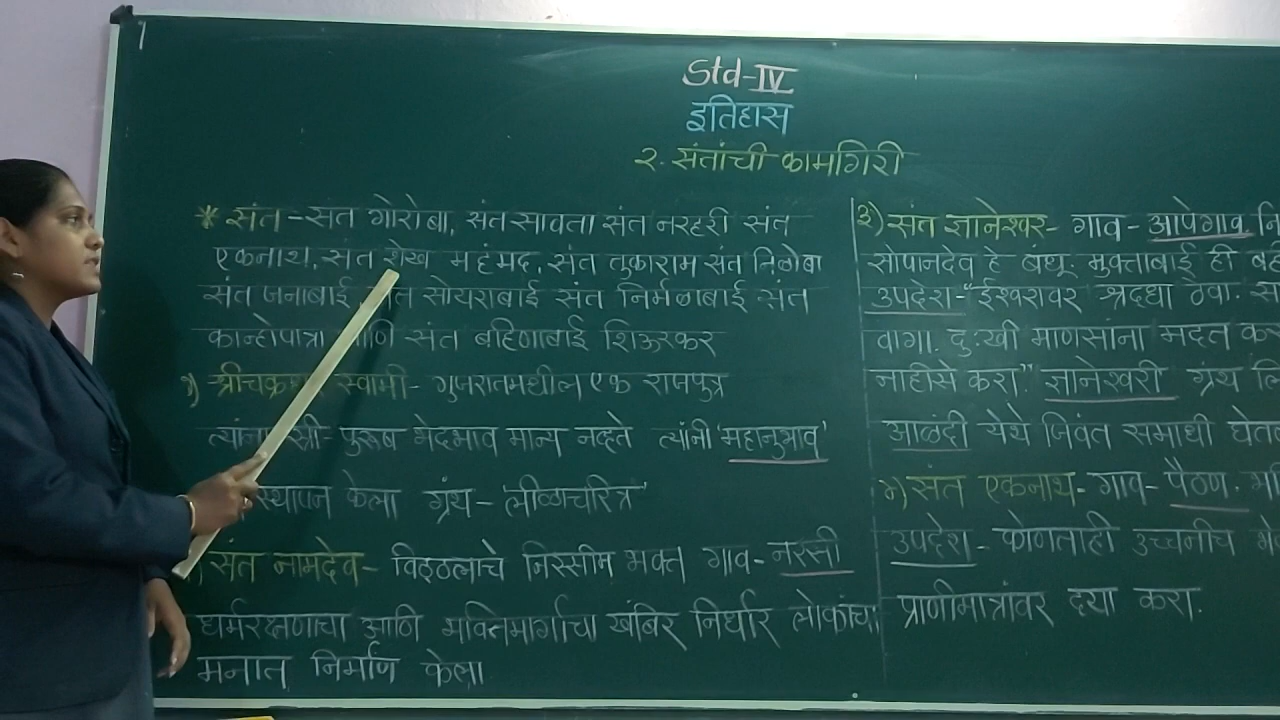 Std-IV
इतिहास
२. संतांची कामगिरी
* संत - संत गोरोबा, संत सावता संत नरहरी संत
एकनाथ, संत शेख महंमद, संत तुकाराम संत निळोबा
संत जनाबाई संत सोयराबाई संत निर्मळाबाई संत
कान्होपात्रा आणि संत बहिणाबाई शिऊरकर
१) श्रीचक्रधर स्वामी - गुजरातमधील एक राजपुत्र
स्त्री - पुरूष भेदभाव मान्य नव्हते त्यांनी 'महानुभाव'
स्थापन केला ग्रंथ - 'लीळाचरित्र'
) संत नामदेव - विठ्ठलाचे निस्सीम भक्त गाव - नरसी
धर्मरक्षणाचा आणि भक्तिमार्गाचा खंबिर निर्धार लोकांचा
मनात निर्माण केला
३) संत ज्ञानेश्वर - गाव - आपेगाव
सोपानदेव हे बंधू मुक्ताबाई ही
उपदेश - "ईश्वरावर श्रद्धा ठेवा.
वागा. दुःखी माणसांना मदत
नाहीसे करा" ज्ञानेश्वरी ग्रंथ
आळंदी येथे जिवंत समाधी
४) संत एकनाथ - गाव - पैठण.
उपदेश - कोणताही उच्चनीच
प्राणीमात्रांवर दया करा.